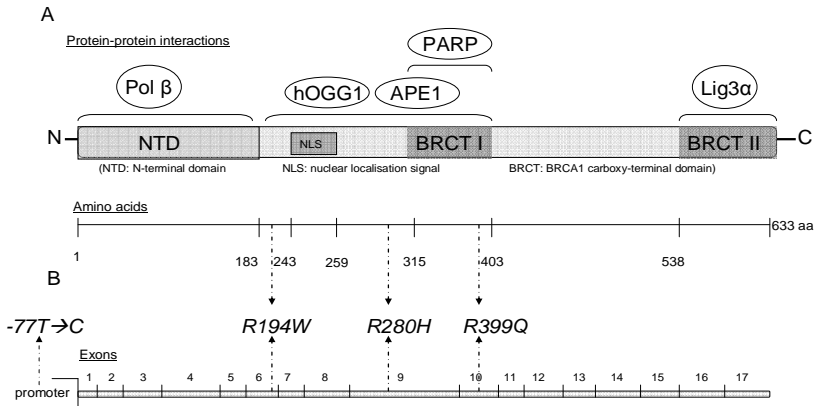 A
Protein-protein interactions
PARP
Pol β
hOGG1
APE1
Lig3α
N
NTD
NLS
BRCT I
BRCT II
C
(NTD: N-terminal domain
NLS: nuclear localisation signal
BRCT: BRCA1 carboxy-terminal domain)
Amino acids
633 aa
1
183
243
259
315
403
538
B
-77T→C
R194W
R280H
R399Q
Exons
promoter
1 2 3 4 5 6 7 8 9 10 11 12 13 14 15 16 17